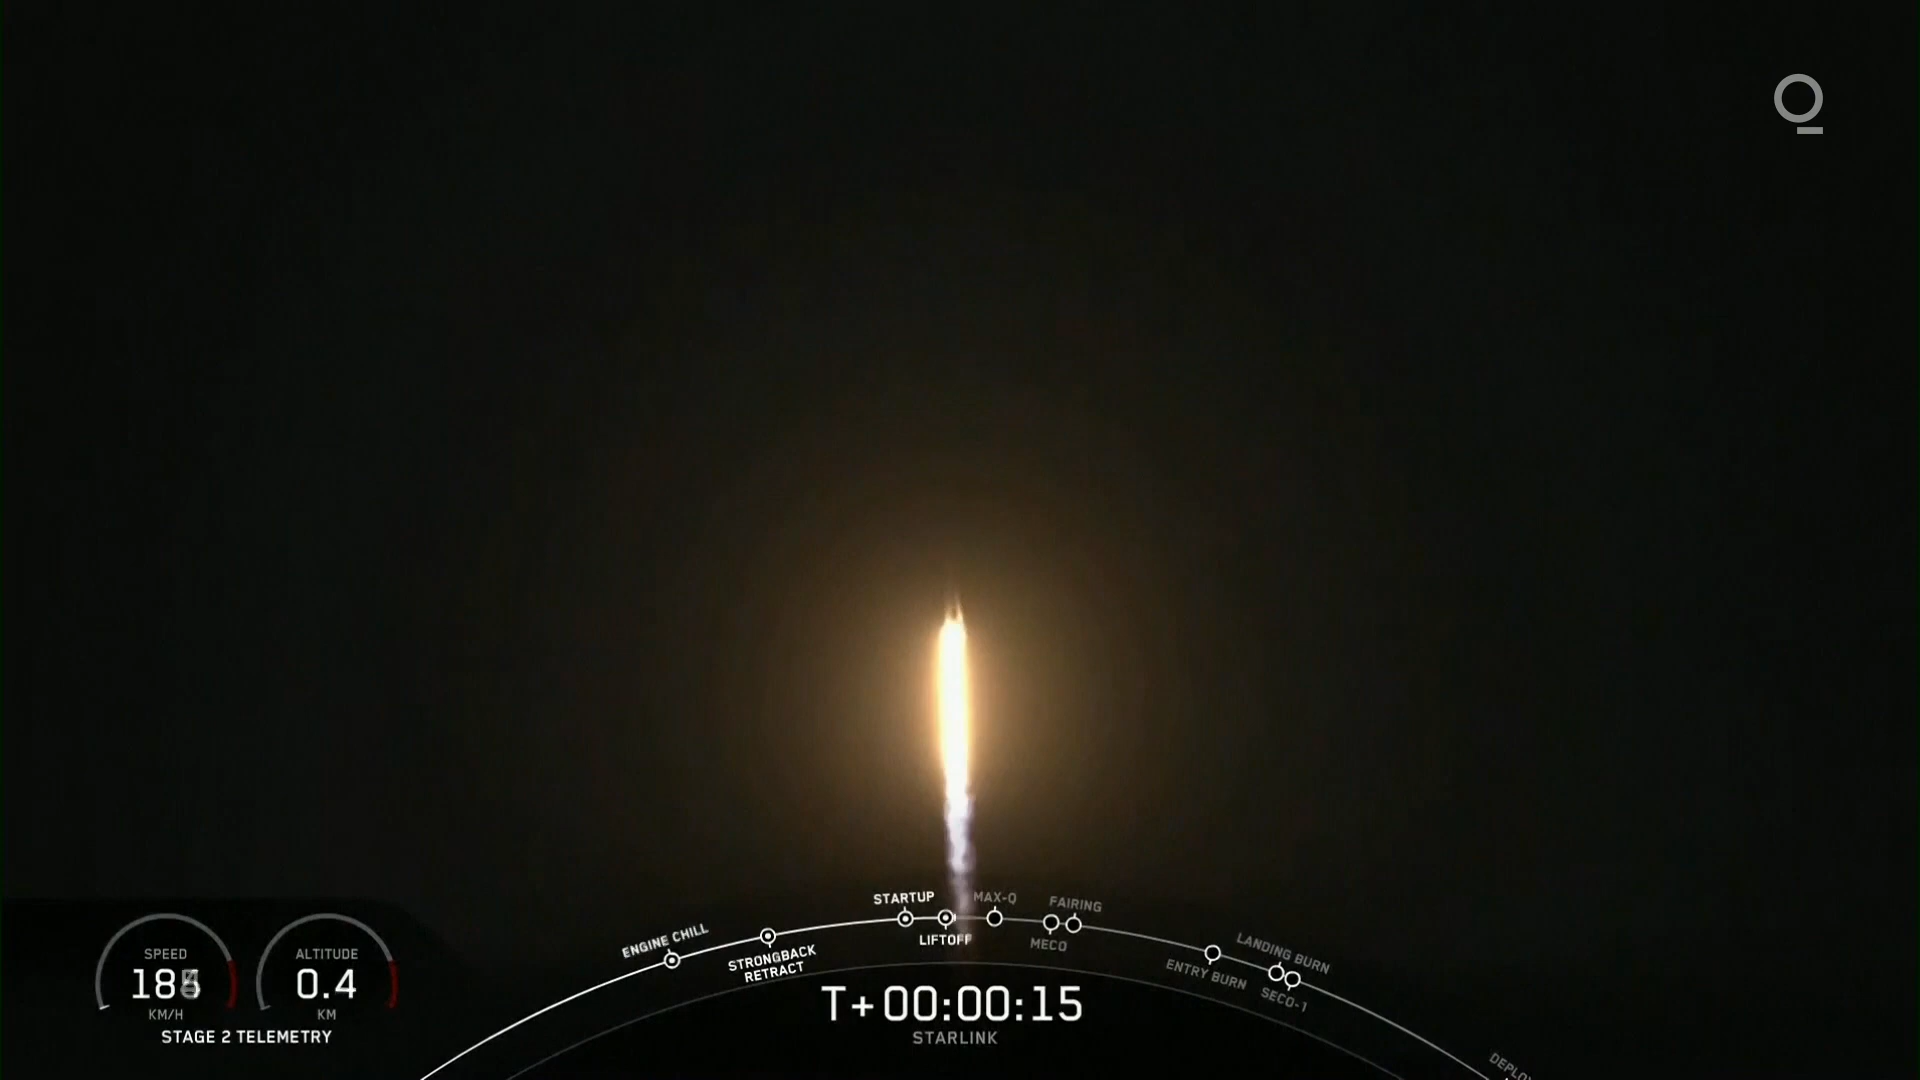 STARTUP
MAX-Q
FAIRING
ENGINE CHILL
LIFTOFF
MECO
LANDING BURN
STRONGBACK
RETRACT
ENTRY BURN
SECO-1
SPEED
KM/H
ALTITUDE
0.4
KM
STAGE 2 TELEMETRY
T+00:00:15
STARLINK